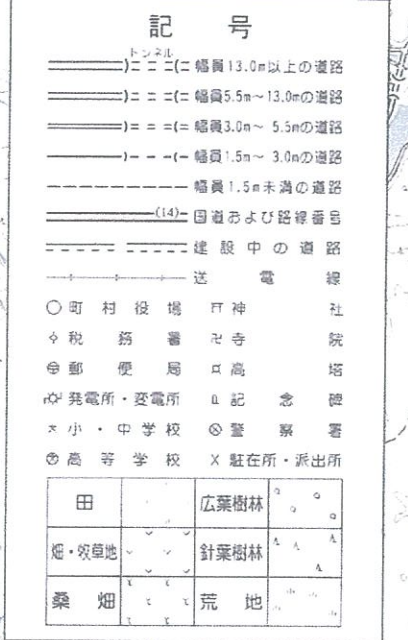 記号
トンネル
幅員13.0m以上の道路
幅員5.5m~13.0mの道路
幅員3.0m~ 5.5mの道路
幅員1.5m~ 3.0mの道路
幅員1.5m未満の道路
(14) 国道および路線番号
建設中の道路
送電線
町村役場 神社
税務署 寺院
郵便局 高塔
発電所・変電所 記念碑
小・中学校 警察署
高等学校 駐在所・派出所
田 広葉樹林
畑・牧草地 針葉樹林
桑畑 荒地